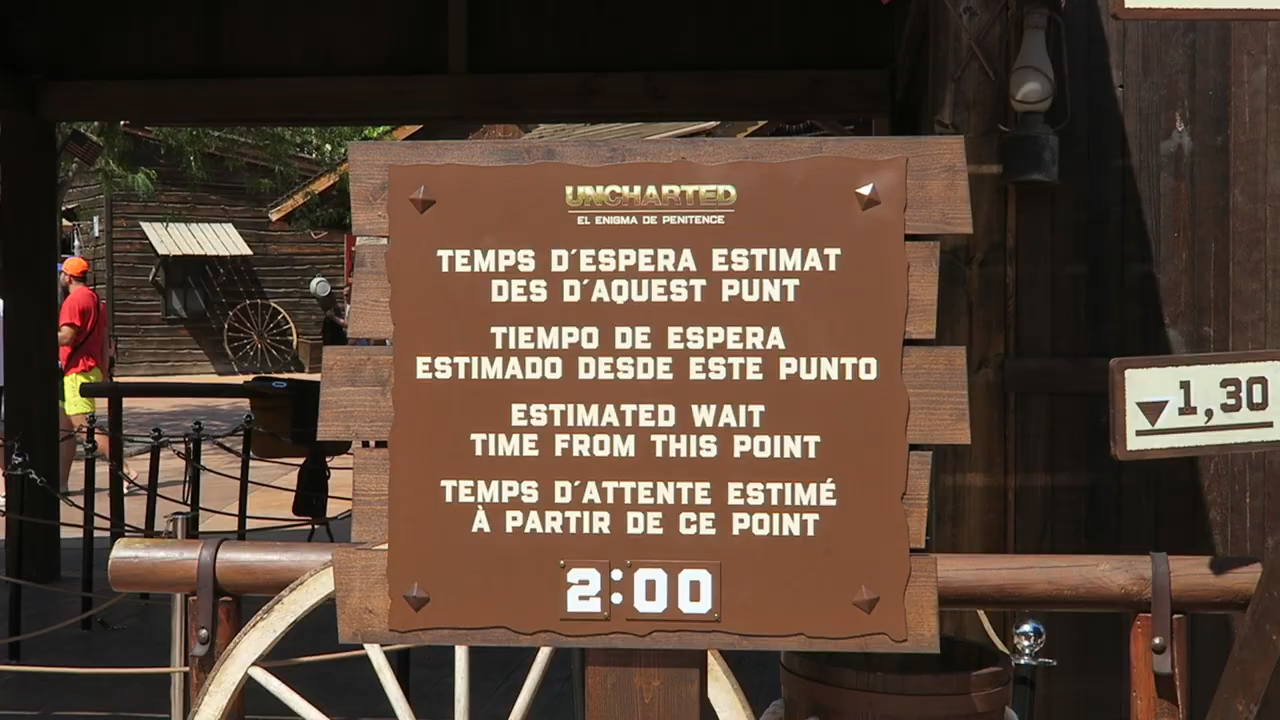 UNCHARTED
EL ENIGMA DE PENITENCE
TEMPS D´ESPERA ESTIMAT
DES D´AQUEST PUNT
TIEMPO DE ESPERA
ESTIMADO DESDE ESTE PUNTO
ESTIMATED WAIT
TIME FROM THIS POINT
TEMPS D´ATTENTE ESTIMÉ
À PARTIR DE CE POINT
2:00
1,30